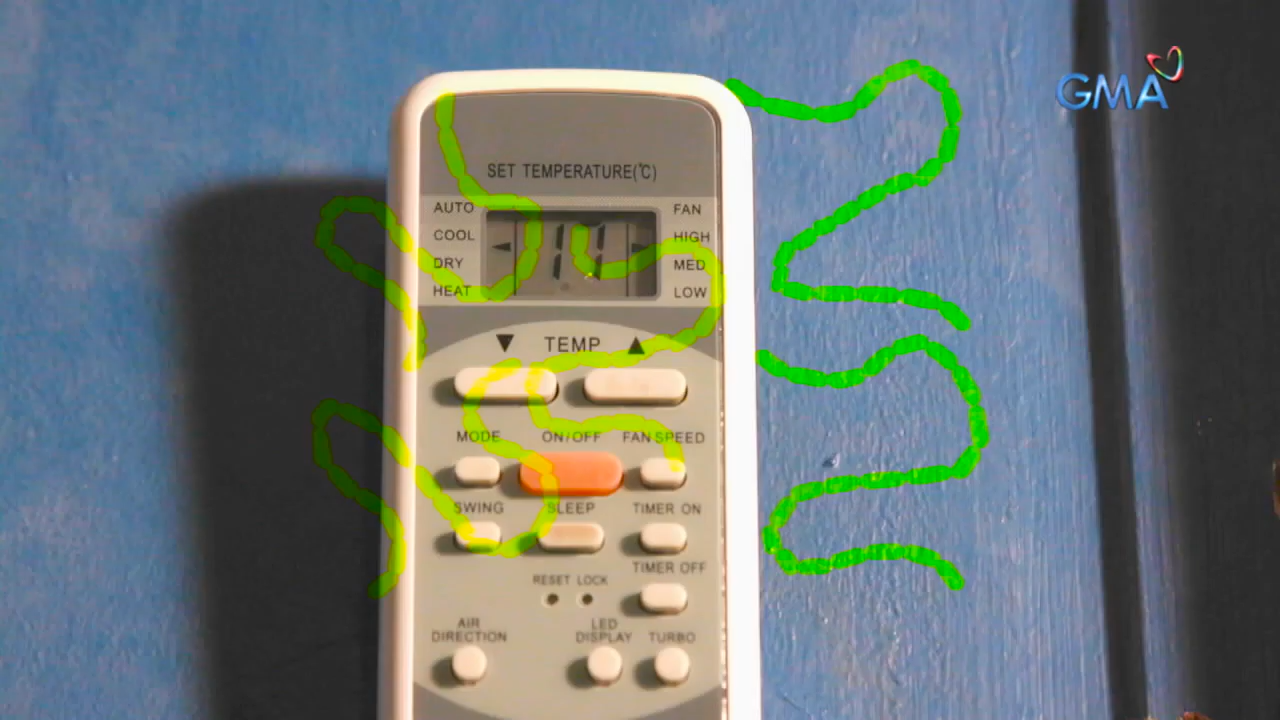 GMA
SET TEMPERATURE(℃)
AUTO FAN
COOL HIGH
DRY MED
HEAT LOW
▼ TEMP ▲
MODE ON/OFF FAN SPEED
SWING SLEEP TIMER ON
TIMER OFF
RESET LOCK
AIR DIRECTION
LED DISPLAY
TURBO